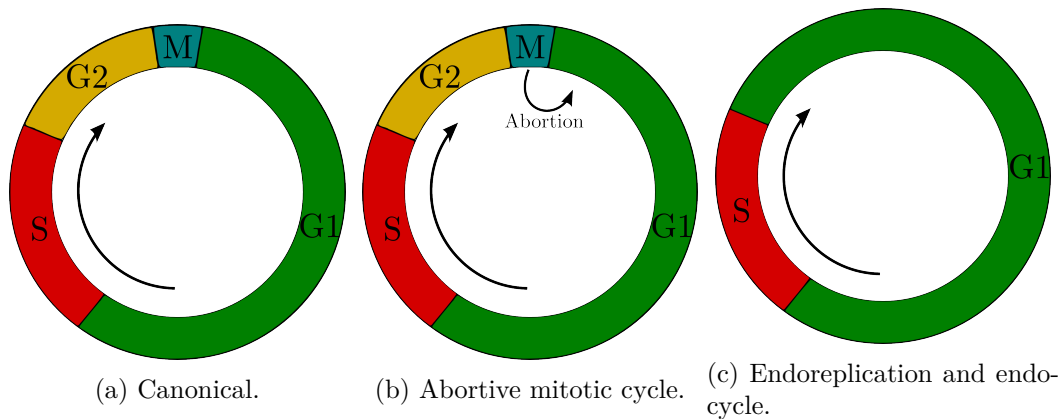 M
G2
S
G1
(a) Canonical.
M
G2
Abortion
S
G1
(b) Abortive mitotic cycle.
G1
S
(c) Endoreplication and endo-
cycle.